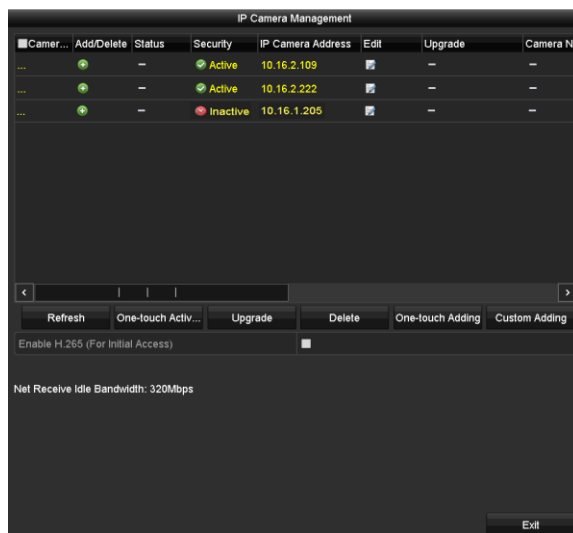 IP Camera Management
Camer... Add/Delete Status Security IP Camera Address Edit Upgrade Camera N
... – Active 10.16.2.109 – –
... – Active 10.16.2.222 – –
... – Inactive 10.16.1.205 – –
Refresh One-touch Activ... Upgrade Delete One-touch Adding Custom Adding
Enable H.265 (For Initial Access)
Net Receive Idle Bandwidth: 320Mbps
Exit